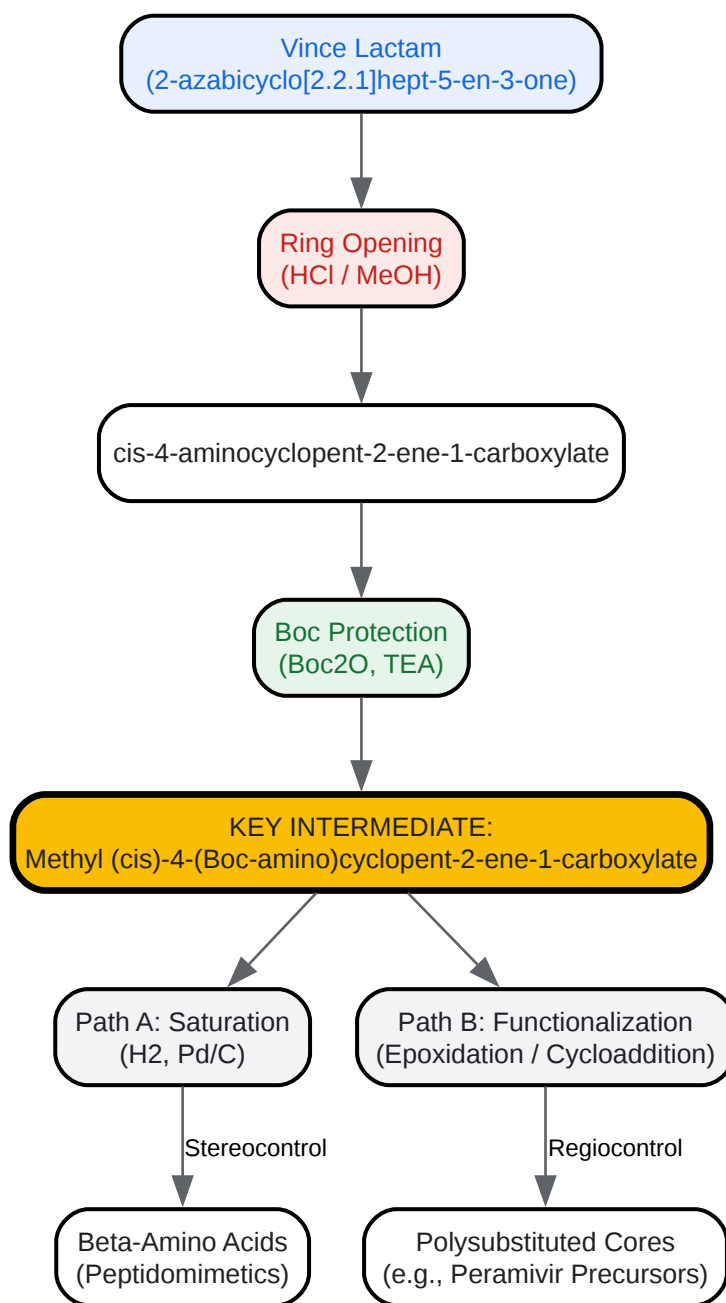 Vince Lactam
(2-azabicyclo[2.2.1]hept-5-en-3-one)
Ring Opening
(HCl / MeOH)
cis-4-aminocyclopent-2-ene-1-carboxylate
Boc Protection
(Boc2O, TEA)
KEY INTERMEDIATE:
Methyl (cis)-4-(Boc-amino)cyclopent-2-ene-1-carboxylate
Path A: Saturation
(H2, Pd/C)
Path B: Functionalization
(Epoxidation / Cycloaddition)
Stereocontrol
Regiocontrol
Beta-Amino Acids
(Peptidomimetics)
Polysubstituted Cores
(e.g., Peramivir Precursors)